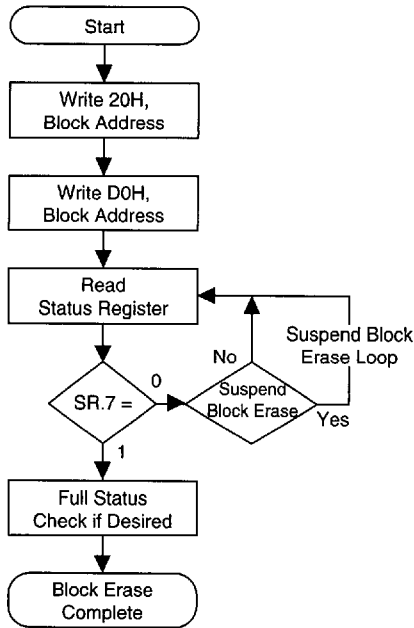 Start
Write 20H,
Block Address
Write D0H,
Block Address
Read
Status Register
Suspend Block
Erase Loop
No
0
SR.7 =
Suspend
Block Erase
Yes
1
Full Status
Check if Desired
Block Erase
Complete